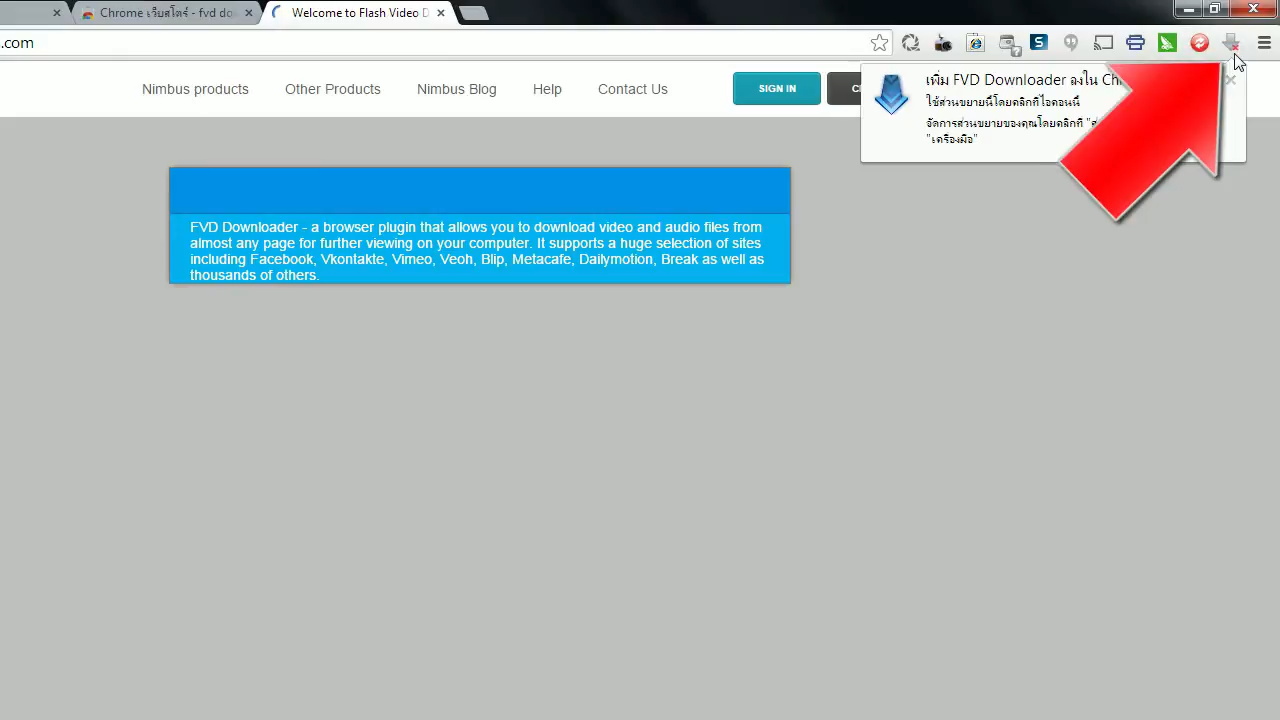 Chrome เว็บสโตร์ - fvd do
Welcome to Flash Video D
.com
Nimbus products
Other Products
Nimbus Blog
Help
Contact Us
SIGN IN
เพิ่ม FVD Downloader ลงใน Ch
ใช้ส่วนขยายนี้โดยคลิกที่ไอคอนนี้
จัดการส่วนขยายของคุณโดยคลิกที่
"เครื่องมือ"
FVD Downloader - a browser plugin that allows you to download video and audio files from
almost any page for further viewing on your computer. It supports a huge selection of sites
including Facebook, Vkontakte, Vimeo, Veoh, Blip, Metacafe, Dailymotion, Break as well as
thousands of others.